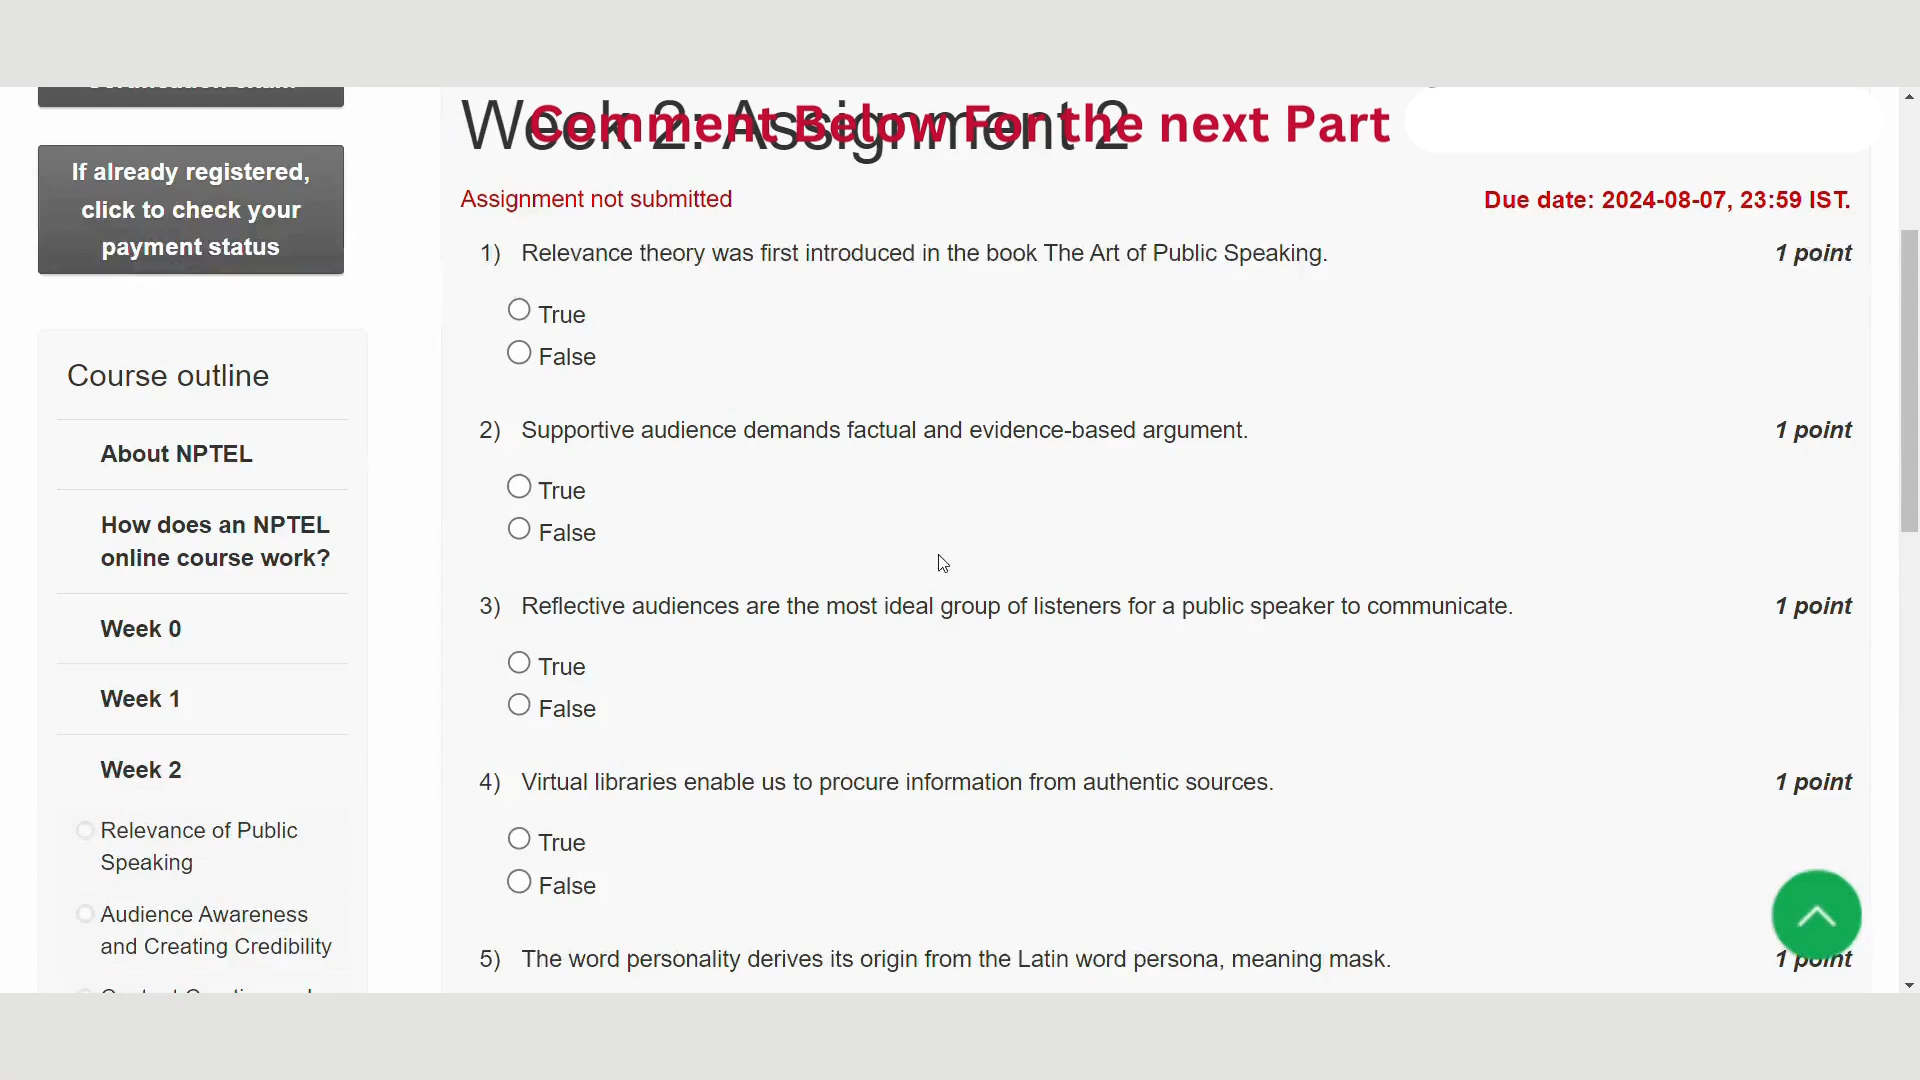 If already registered,
click to check your
payment status
Course outline
About NPTEL
How does an NPTEL
online course work?
Week 0
Week 1
Week 2
Relevance of Public
Speaking
Audience Awareness
and Creating Credibility
Week 2: Assignment 2
Comment Below For the next Part
Assignment not submitted
Due date: 2024-08-07, 23:59 IST.
1) Relevance theory was first introduced in the book The Art of Public Speaking. 1 point
True
False
2) Supportive audience demands factual and evidence-based argument. 1 point
True
False
3) Reflective audiences are the most ideal group of listeners for a public speaker to communicate. 1 point
True
False
4) Virtual libraries enable us to procure information from authentic sources. 1 point
True
False
5) The word personality derives its origin from the Latin word persona, meaning mask. 1 point